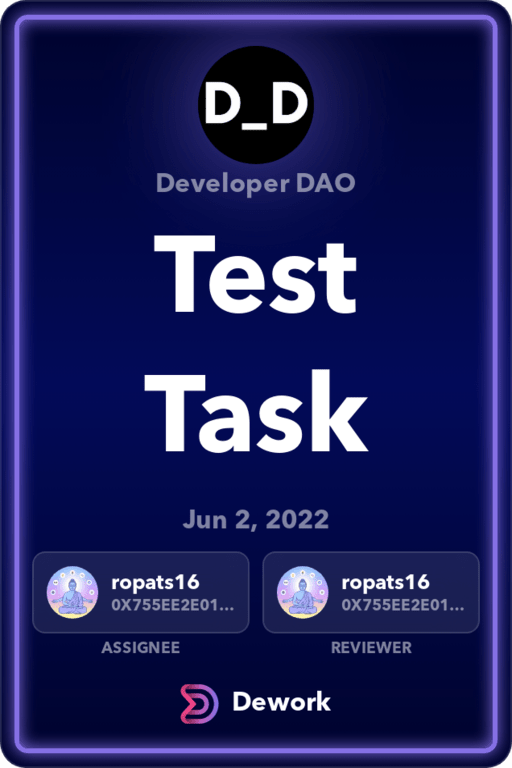 D_D
Developer DAO
Test
Task
Jun 2, 2022
ropats16
0X755EE2E01...
ropats16
0X755EE2E01...
ASSIGNEE
REVIEWER
Dework